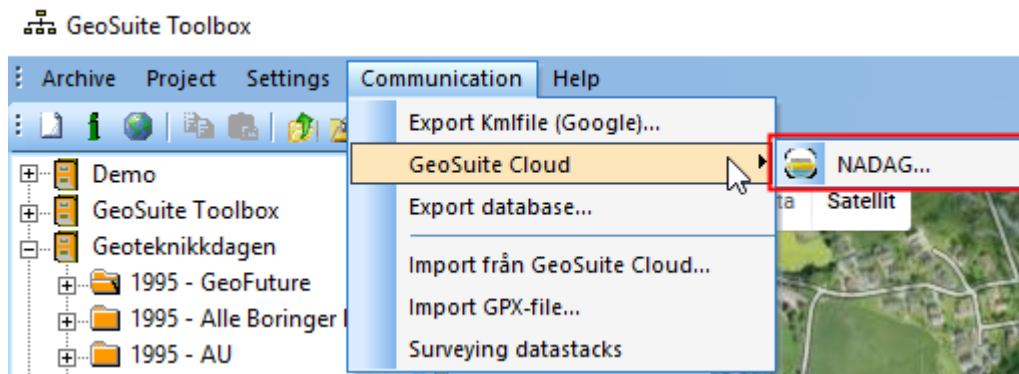 GeoSuite Toolbox
Archive Project Settings Communication Help
Export Kmlfile (Google)...
GeoSuite Cloud
NADAG...
Export database...
ta Satellit
Import från GeoSuite Cloud...
Import GPX-file...
Surveying datastacks
Demo
GeoSuite Toolbox
Geoteknikkdagen
1995 - GeoFuture
1995 - Alle Boringer
1995 - AU